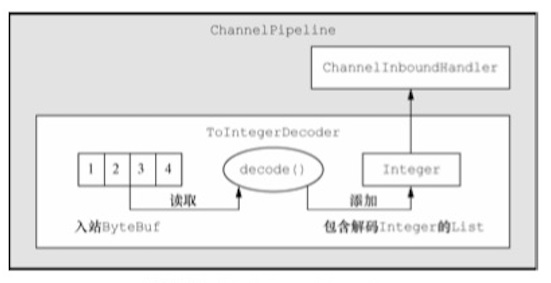 ChannelPipeline
ChannelInboundHandler
ToIntegerDecoder
1 2 3 4
decode()
Integer
读取
添加
入站ByteBuf
包含解码Integer的List